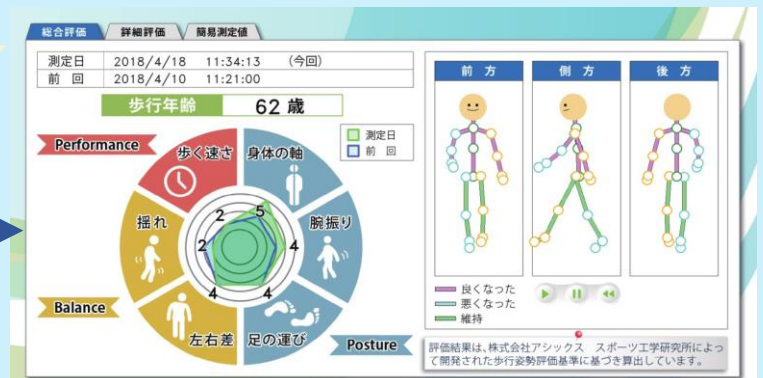 総合評価
詳細評価
簡易測定値
測定日 2018/4/18 11:34:13 (今回)
前 回 2018/4/10 11:21:00
歩行年齢 62 歳
測定日
前 回
Performance
歩く速さ
身体の軸
揺れ
腕振り
2
5
2
4
4
4
Balance
左右差
足の運び
Posture
前 方
側 方
後 方
良くなった
悪くなった
維持
評価結果は、株式会社アシックス スポーツ工学研究所によっ
て開発された歩行姿勢評価基準に基づき算出しています。